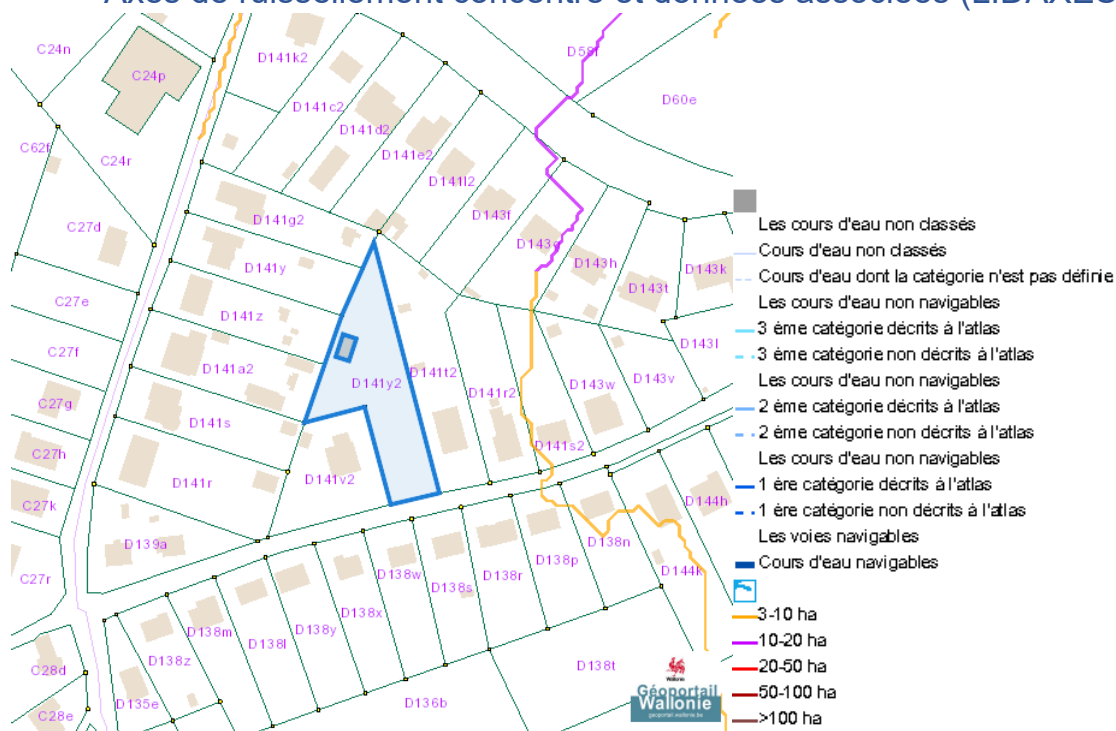 Axes de ruissellement concentré et données associées (LIDAXES
C24n
D141k2
D58f
C24p
D60e
D141c2
D141d2
C62f
C24r
D141e2
D141l2
D143f
D141g2
C27d
D143h
D143k
D141y
D143t
C27e
D141z
C27f
D143l
D141a2
D141t2
D141y2
D143w
D143v
D141r2
C27g
D141s
D141s2
C27h
D141v2
D141r
C27k
D144h
D139a
D138n
D138w
D138p
D144k
C27r
D138r
D138s
D138x
D138m
D138y
D138l
D138z
D138t
C28d
D135e
D136b
C28e
Wallonie
Géoportail
Wallonie
geoportail.wallonie.be
Les cours d'eau non classés
Cours d'eau non classés
Cours d'eau dont la catégorie n'est pas définie
Les cours d'eau non navigables
3 ème catégorie décrits à l'atlas
3 ème catégorie non décrits à l'atlas
Les cours d'eau non navigables
2 ème catégorie décrits à l'atlas
2 ème catégorie non décrits à l'atlas
Les cours d'eau non navigables
1 ère catégorie décrits à l'atlas
1 ère catégorie non décrits à l'atlas
Les voies navigables
Cours d'eau navigables
3-10 ha
10-20 ha
20-50 ha
50-100 ha
>100 ha